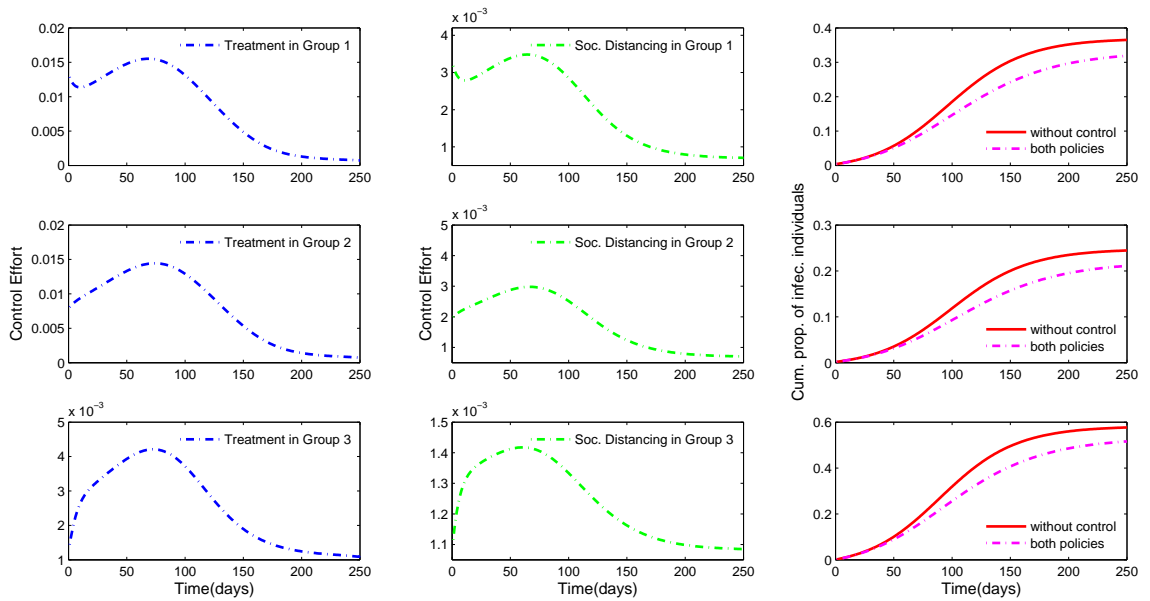 0.02
0.015
0.01
0.005
0
0 50 100 150 200 250
Treatment in Group 1
x 10⁻³
4
3
2
1
0 50 100 150 200 250
Soc. Distancing in Group 1
0.4
0.3
0.2
0.1
0
0 50 100 150 200 250
without control
both policies
Control Effort
0.02
0.015
0.01
0.005
0
0 50 100 150 200 250
Treatment in Group 2
Control Effort
x 10⁻³
5
4
3
2
1
0 50 100 150 200 250
Soc. Distancing in Group 2
Cum. prop. of infec. individuals
0.3
0.2
0.1
0
0 50 100 150 200 250
without control
both policies
x 10⁻³
5
4
3
2
1
0 50 100 150 200 250
Time(days)
Treatment in Group 3
x 10⁻³
1.5
1.4
1.3
1.2
1.1
0 50 100 150 200 250
Time(days)
Soc. Distancing in Group 3
0.6
0.4
0.2
0
0 50 100 150 200 250
Time(days)
without control
both policies